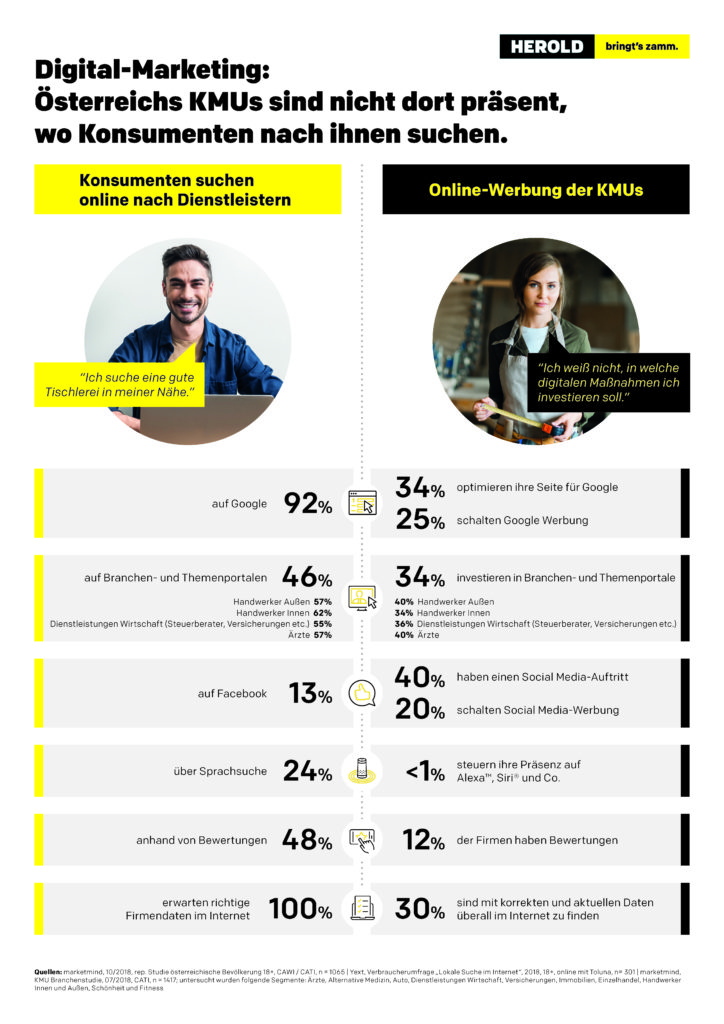 HEROLD bringt's zamm.
Digital-Marketing:
Österreichs KMUs sind nicht dort präsent,
wo Konsumenten nach ihnen suchen.
Konsumenten suchen
online nach Dienstleistern
Online-Werbung der KMUs
"Ich suche eine gute
Tischlerei in meiner Nähe."
"Ich weiß nicht, in welche
digitalen Maßnahmen ich
investieren soll."
auf Google 92%
34% optimieren ihre Seite für Google
25% schalten Google Werbung
auf Branchen- und Themenportalen 46%
Handwerker Außen 57%
Handwerker Innen 62%
Dienstleistungen Wirtschaft (Steuerberater, Versicherungen etc.) 55%
Ärzte 57%
34% investieren in Branchen- und Themenportale
40% Handwerker Außen
34% Handwerker Innen
36% Dienstleistungen Wirtschaft (Steuerberater, Versicherungen etc.)
40% Ärzte
auf Facebook 13%
40% haben einen Social Media-Auftritt
20% schalten Social Media-Werbung
über Sprachsuche 24%
<1% steuern ihre Präsenz auf
Alexa™, Siri® und Co.
anhand von Bewertungen 48%
12% der Firmen haben Bewertungen
erwarten richtige
Firmendaten im Internet 100%
30% sind mit korrekten und aktuellen Daten
überall im Internet zu finden
Quellen: marketmind, 10/2018, rep. Studie österreichische Bevölkerung 18+, CAWI / CATI, n = 1065 | Yext, Verbraucherumfrage „Lokale Suche im Internet", 2018, 18+, online mit Toluna, n= 301 | marketmind,
KMU Branchenstudie, 07/2018, CATI, n = 1417; untersucht wurden folgende Segmente: Ärzte, Alternative Medizin, Auto, Dienstleistungen Wirtschaft, Versicherungen, Immobilien, Einzelhandel, Handwerker
Innen und Außen, Schönheit und Fitness